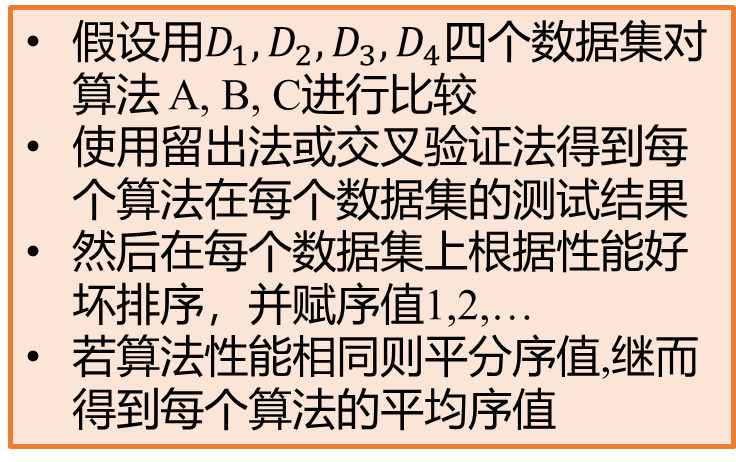 • 假设用D₁, D₂, D₃, D₄四个数据集对
算法 A, B, C进行比较
• 使用留出法或交叉验证法得到每
个算法在每个数据集的测试结果
• 然后在每个数据集上根据性能好
坏排序，并赋序值1,2,…
• 若算法性能相同则平分序值,继而
得到每个算法的平均序值